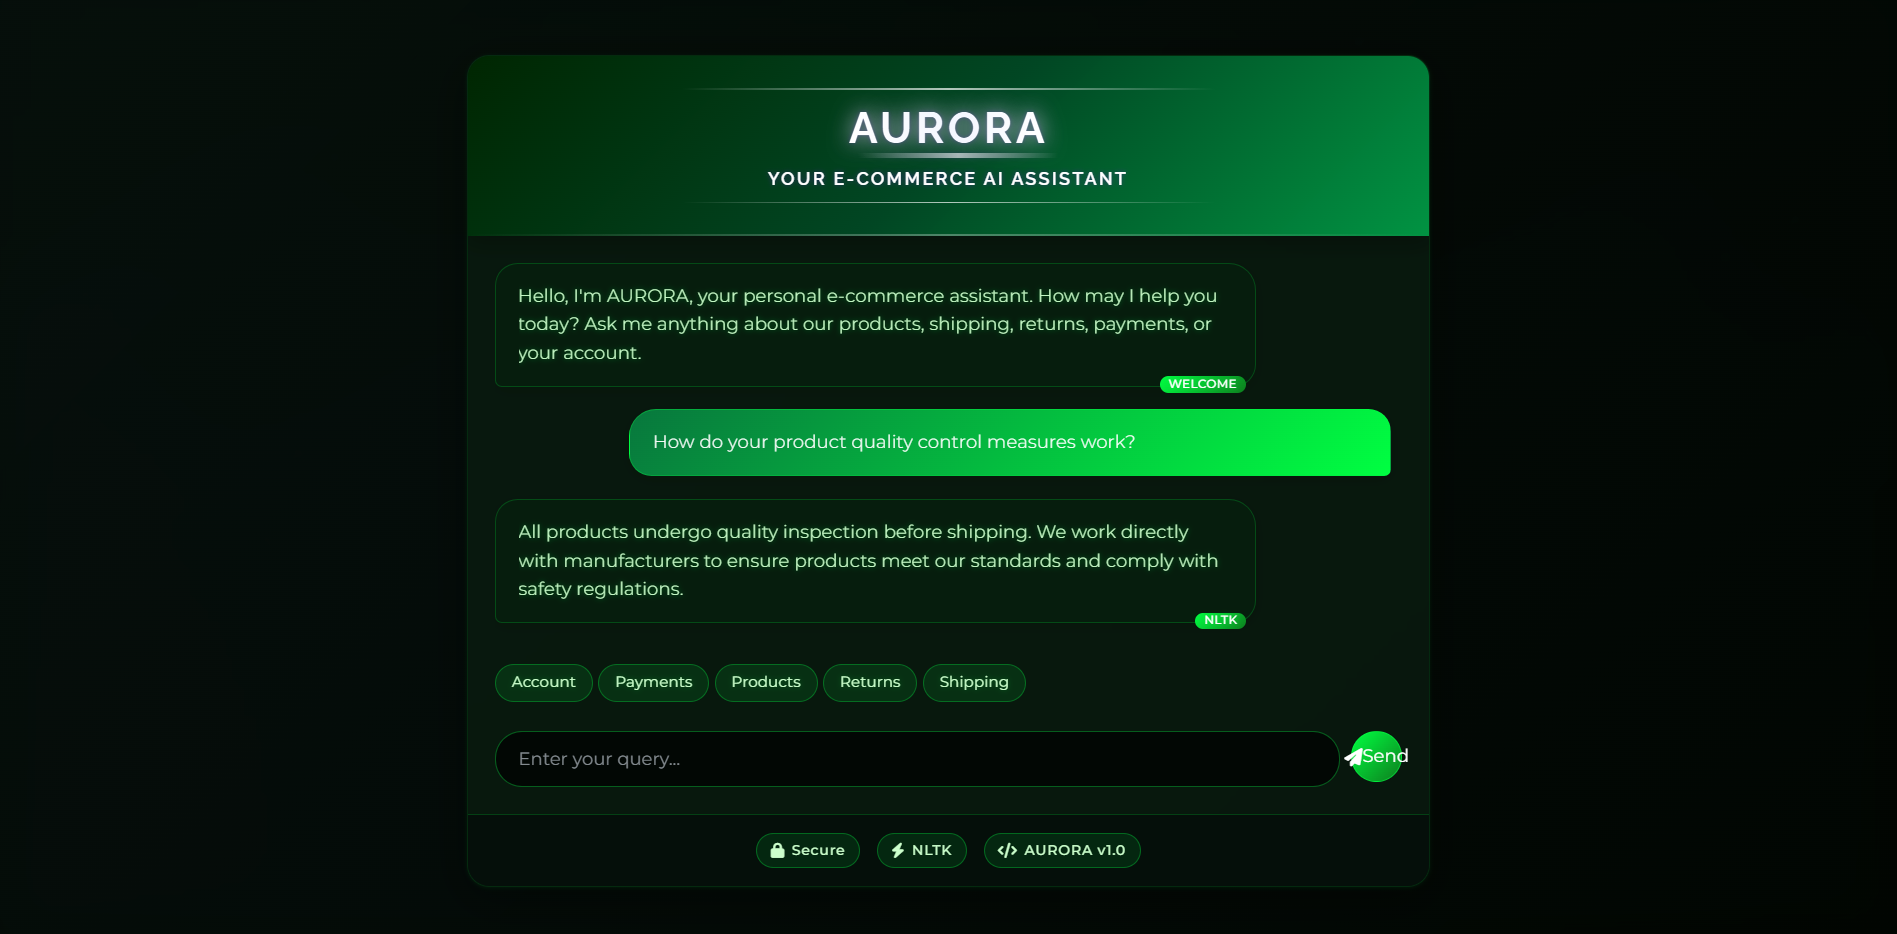 AURORA
YOUR E-COMMERCE AI ASSISTANT
Hello, I'm AURORA, your personal e-commerce assistant. How may I help you
today? Ask me anything about our products, shipping, returns, payments, or
your account.
WELCOME
How do your product quality control measures work?
All products undergo quality inspection before shipping. We work directly
with manufacturers to ensure products meet our standards and comply with
safety regulations.
NLTK
Account Payments Products Returns Shipping
Enter your query... Send
Secure NLTK AURORA v1.0